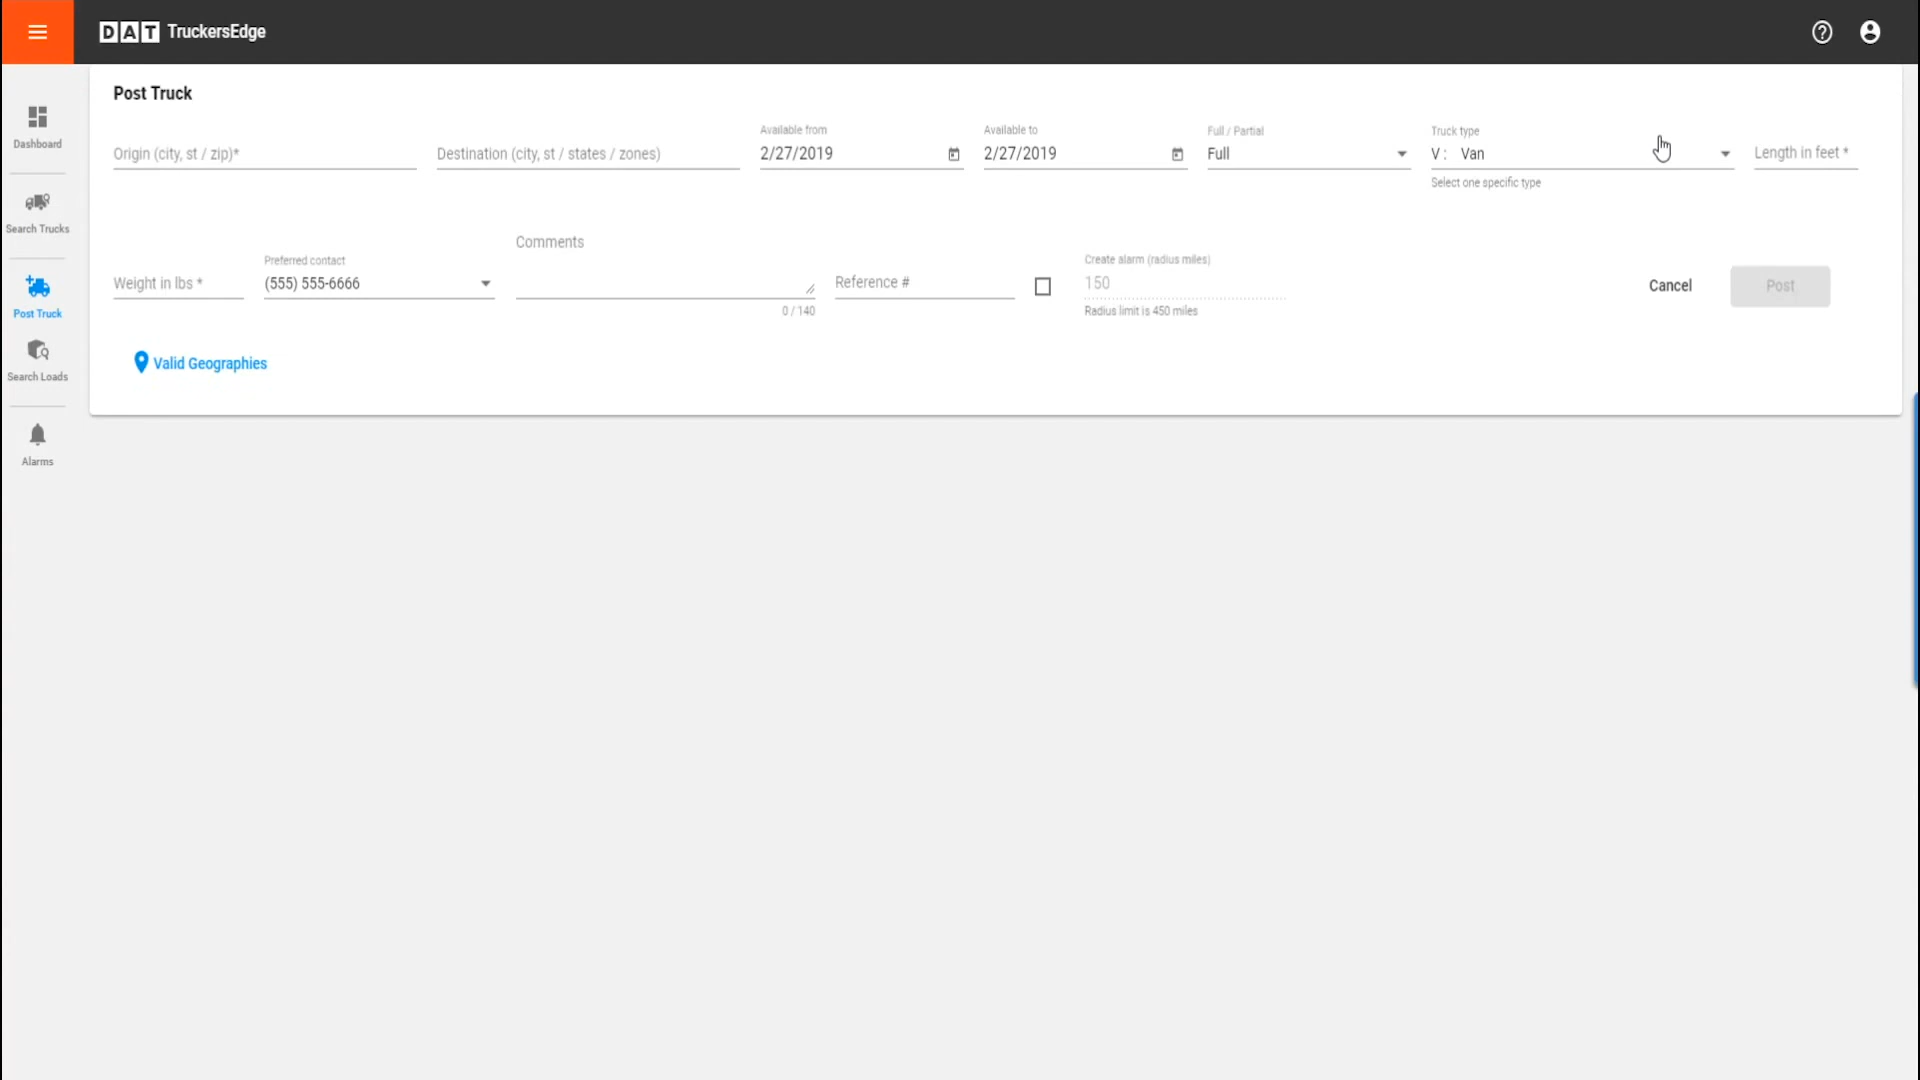 DAT TruckersEdge
Dashboard
Search Trucks
Post Truck
Search Loads
Alarms
Post Truck
Origin (city, st / zip)*
Destination (city, st / states / zones)
Available from
2/27/2019
Available to
2/27/2019
Full / Partial
Full
Truck type
V : Van
Select one specific type
Length in feet *
Weight in lbs *
Preferred contact
(555) 555-6666
Comments
0 / 140
Reference #
Create alarm (radius miles)
150
Radius limit is 450 miles
Cancel
Post
Valid Geographies